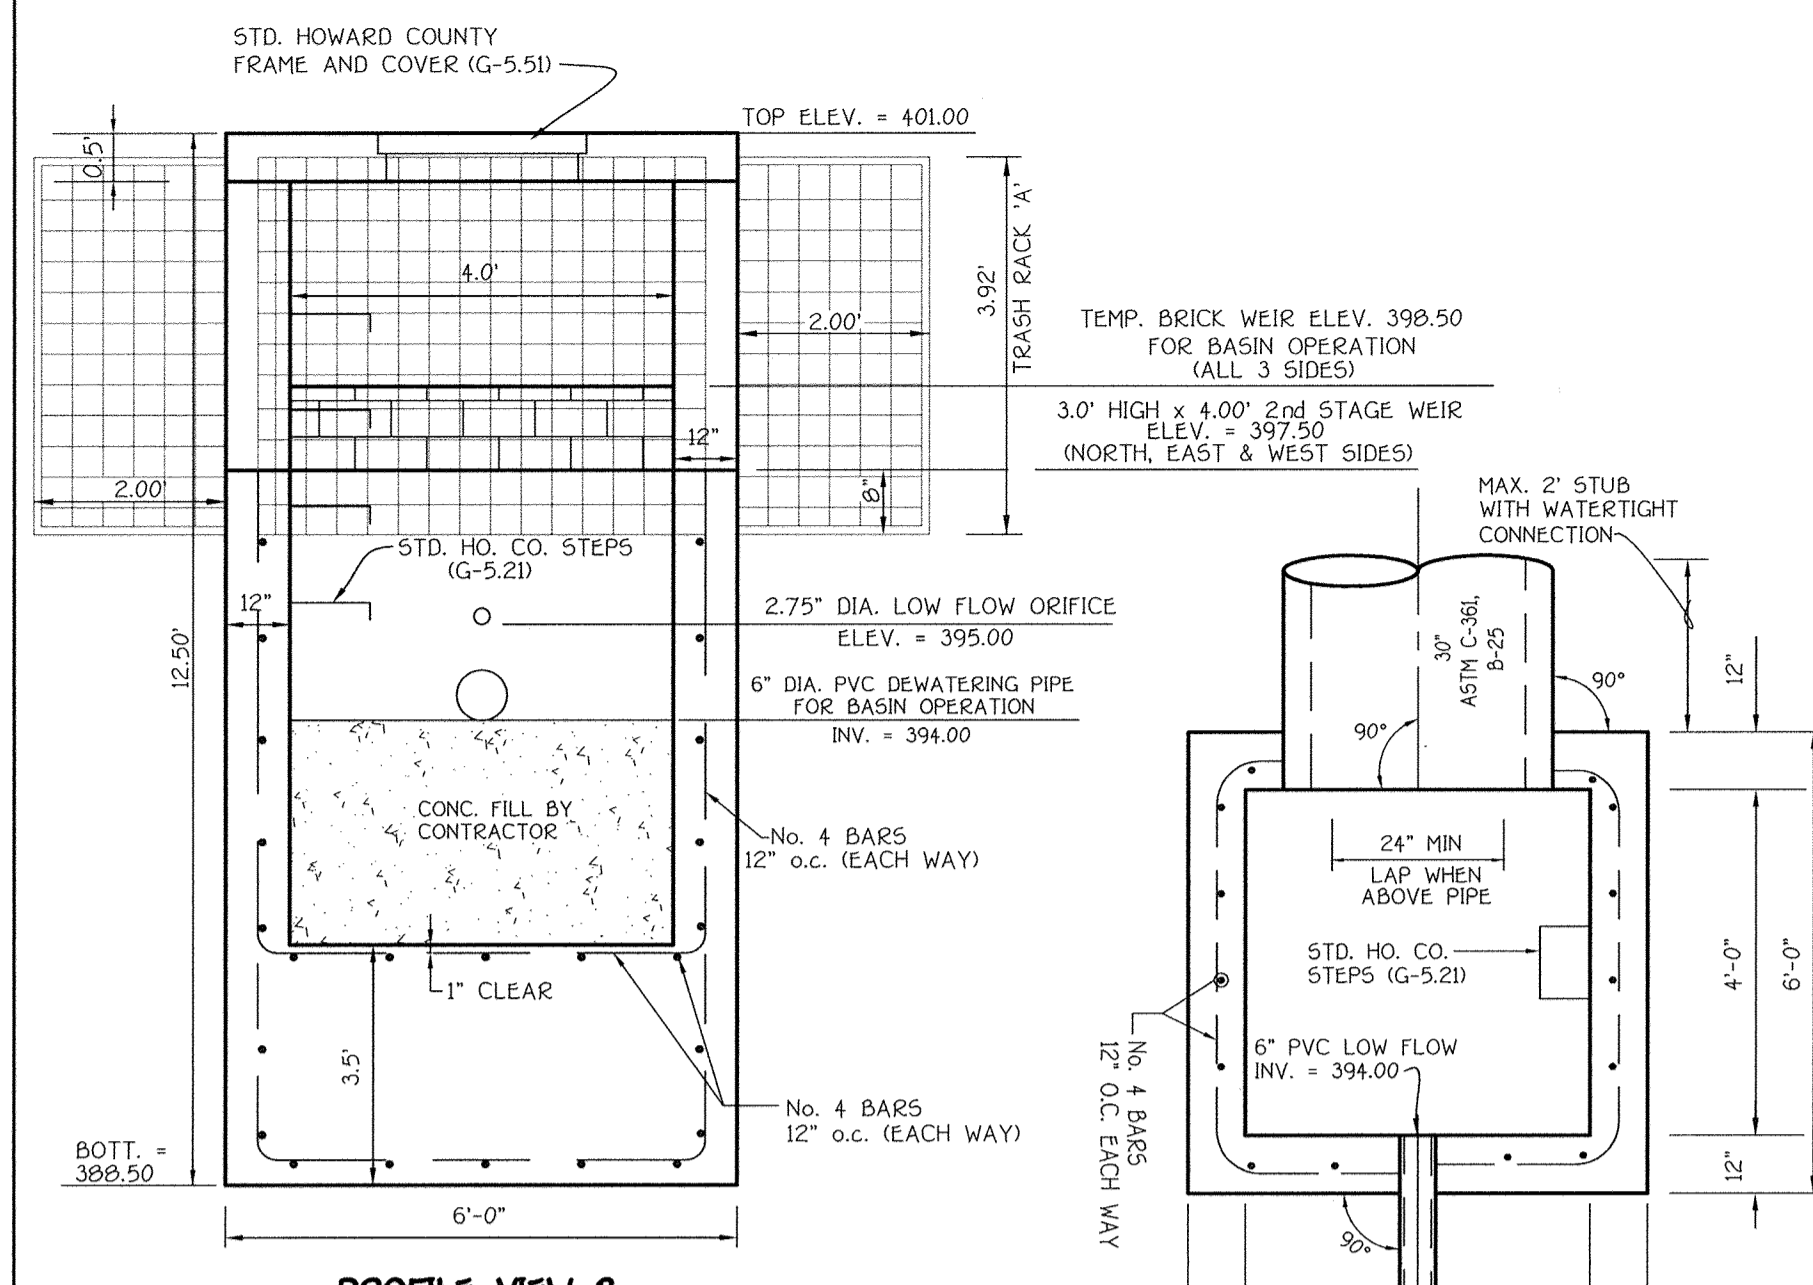 STD. HOWARD COUNTY
FRAME AND COVER (G-5.51)
TOP ELEV. = 401.00
0.5'
12.50'
4.0'
2.00'
3.92'
TRASH RACK 'A'
TEMP. BRICK WEIR ELEV. 398.50
FOR BASIN OPERATION
(ALL 3 SIDES)
3.0' HIGH x 4.00' 2nd STAGE WEIR
ELEV. = 397.50
(NORTH, EAST & WEST SIDES)
12"
2.00'
8"
STD. HO. CO. STEPS
(G-5.21)
12"
2.75" DIA. LOW FLOW ORIFICE
ELEV. = 395.00
6" DIA. PVC DEWATERING PIPE
FOR BASIN OPERATION
INV. = 394.00
CONC. FILL BY
CONTRACTOR
No. 4 BARS
12" o.c. (EACH WAY)
1" CLEAR
3.5'
No. 4 BARS
12" o.c. (EACH WAY)
BOTT. =
388.50
6'-0"
PROFILE VIEW &
MAX. 2' STUB
WITH WATERTIGHT
CONNECTION
30"
ASTM C-361,
B-25
90°
90°
12"
24" MIN
LAP WHEN
ABOVE PIPE
STD. HO. CO.
STEPS (G-5.21)
4'-0"
6'-0"
6" PVC LOW FLOW
INV. = 394.00
No. 4 BARS
12" O.C. EACH WAY
12"
90°